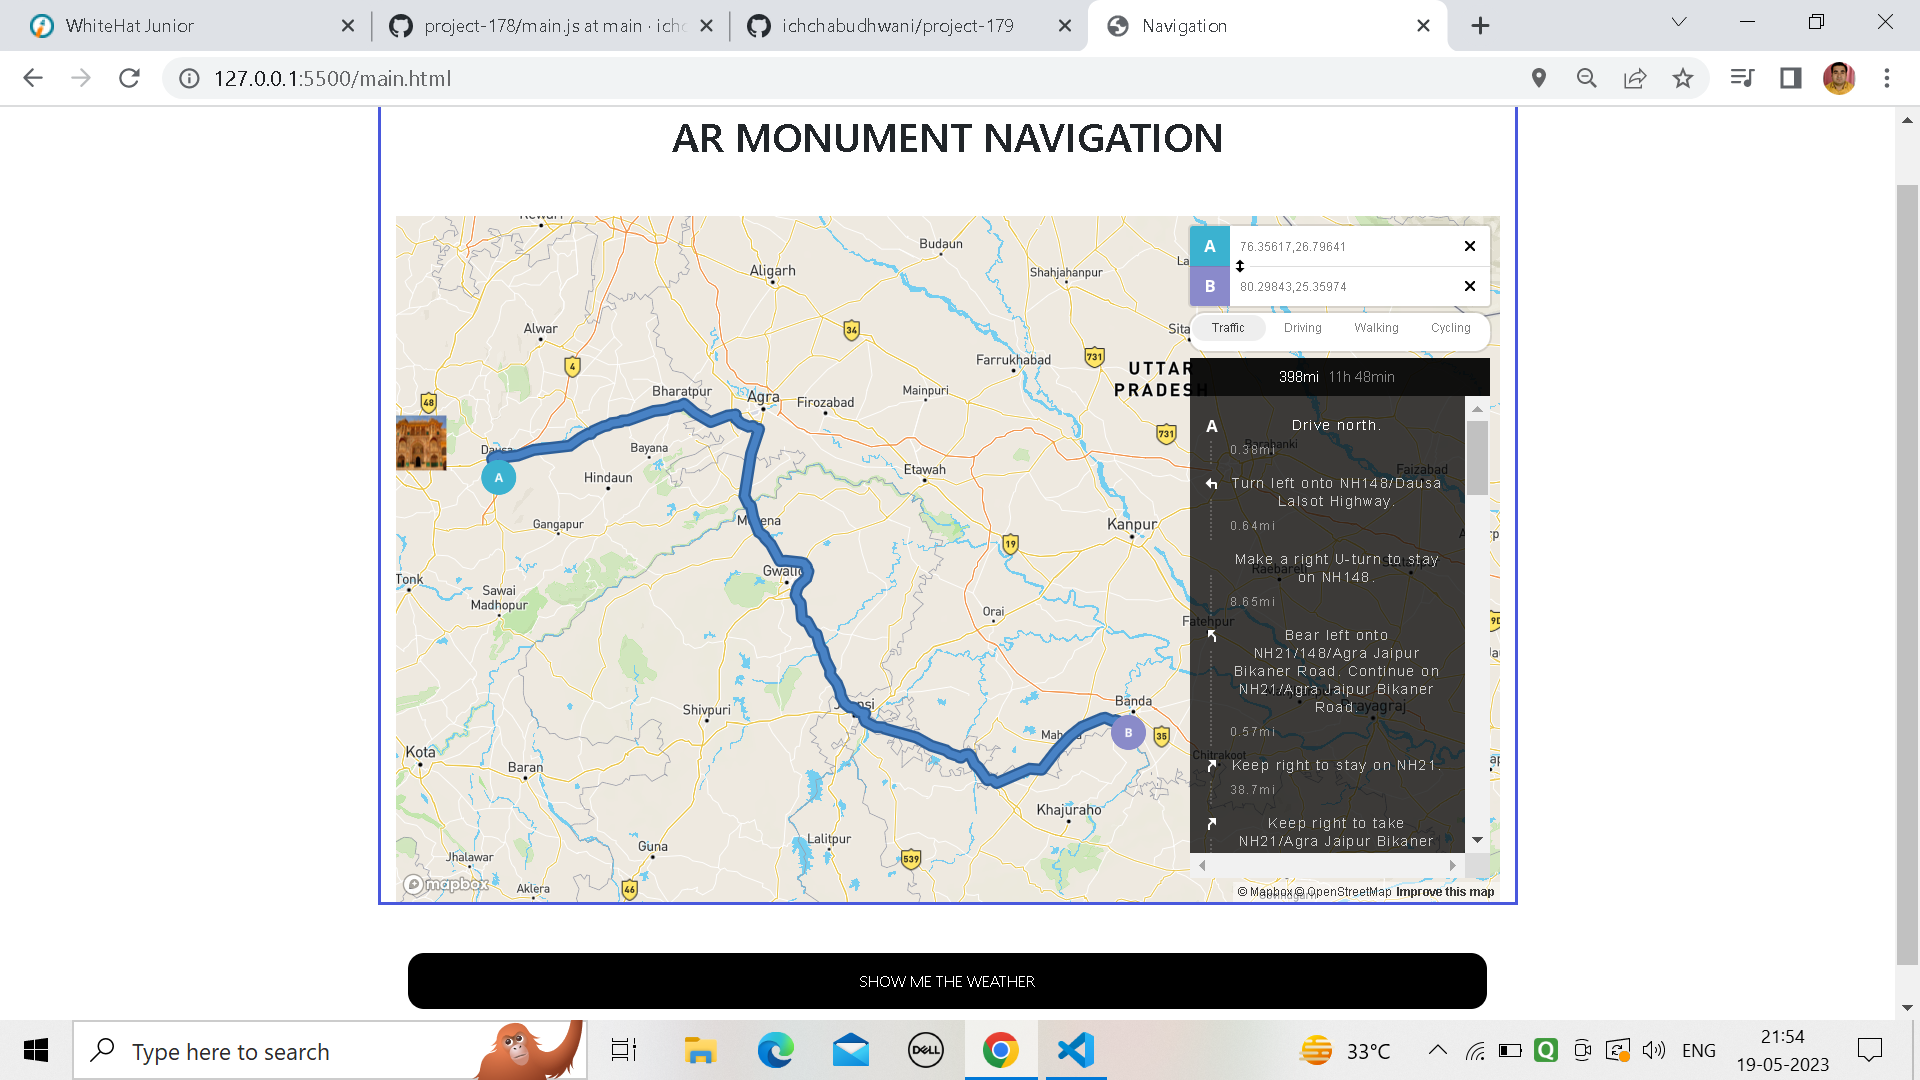 WhiteHat Junior
project-178/main.js at main · ichc
ichchabudhwani/project-179
Navigation
127.0.0.1:5500/main.html
AR MONUMENT NAVIGATION
Budaun
Aligarh
Shahjahanpur
Alwar
34
4
Farrukhabad
731
UTTAR
PRADESH
Bharatpur
Agra
Firozabad
Mainpuri
48
731
Dausa
Bayana
Hindaun
Etawah
Gangapur
Morena
Kanpur
19
Gwalior
Tonk
Sawai
Madhopur
Orai
Fatehpur
Shivpuri
Banda
35
Kota
Baran
Khajuraho
Lalitpur
Guna
Jhalawar
539
Aklera
46
mapbox
A
B
A 76.35617,26.79641
B 80.29843,25.35974
Traffic Driving Walking Cycling
398mi 11h 48min
A Drive north.
0.38mi
Turn left onto NH148/Dausa
Lalsot Highway.
0.64mi
Make a right U-turn to stay
on NH148.
8.65mi
Bear left onto
NH21/148/Agra Jaipur
Bikaner Road. Continue on
NH21/Agra Jaipur Bikaner
Road.
0.57mi
Keep right to stay on NH21.
38.7mi
Keep right to take
NH21/Agra Jaipur Bikaner
Barabanki
Faizabad
Raebareli
Prayagraj
Chitrakoot
© Mapbox © OpenStreetMap Improve this map
SHOW ME THE WEATHER
Type here to search
DELL
33°C
ENG
21:54
19-05-2023